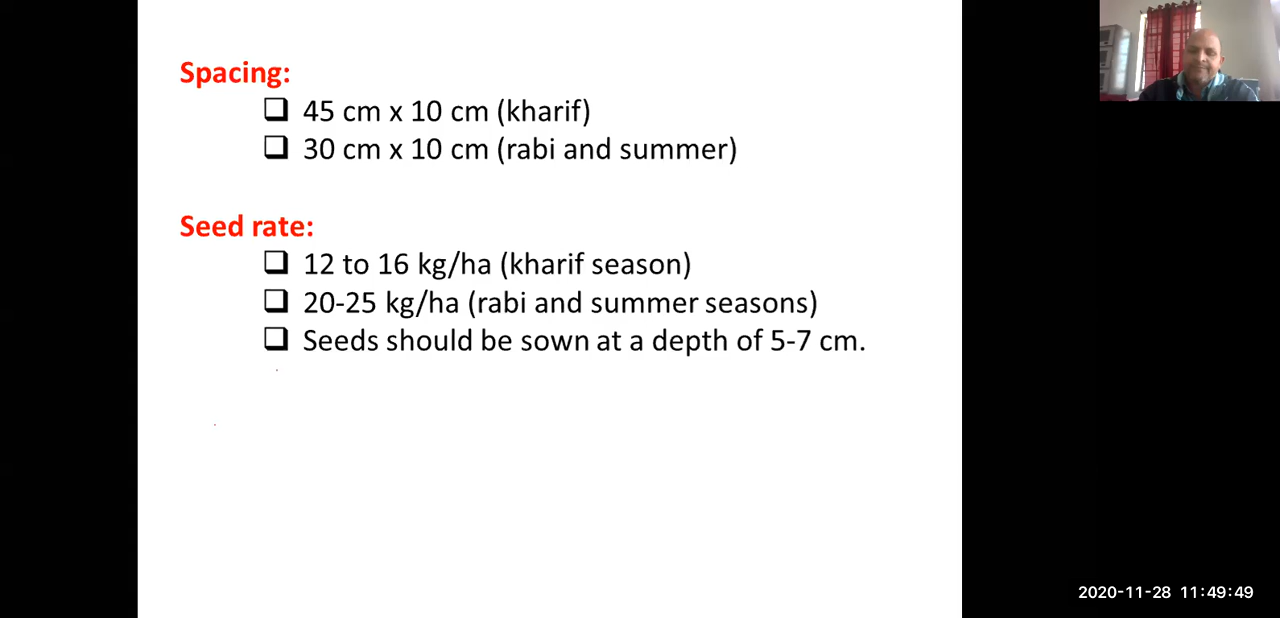 Spacing:
❑ 45 cm x 10 cm (kharif)
❑ 30 cm x 10 cm (rabi and summer)
Seed rate:
❑ 12 to 16 kg/ha (kharif season)
❑ 20-25 kg/ha (rabi and summer seasons)
❑ Seeds should be sown at a depth of 5-7 cm.
2020-11-28 11:49:49